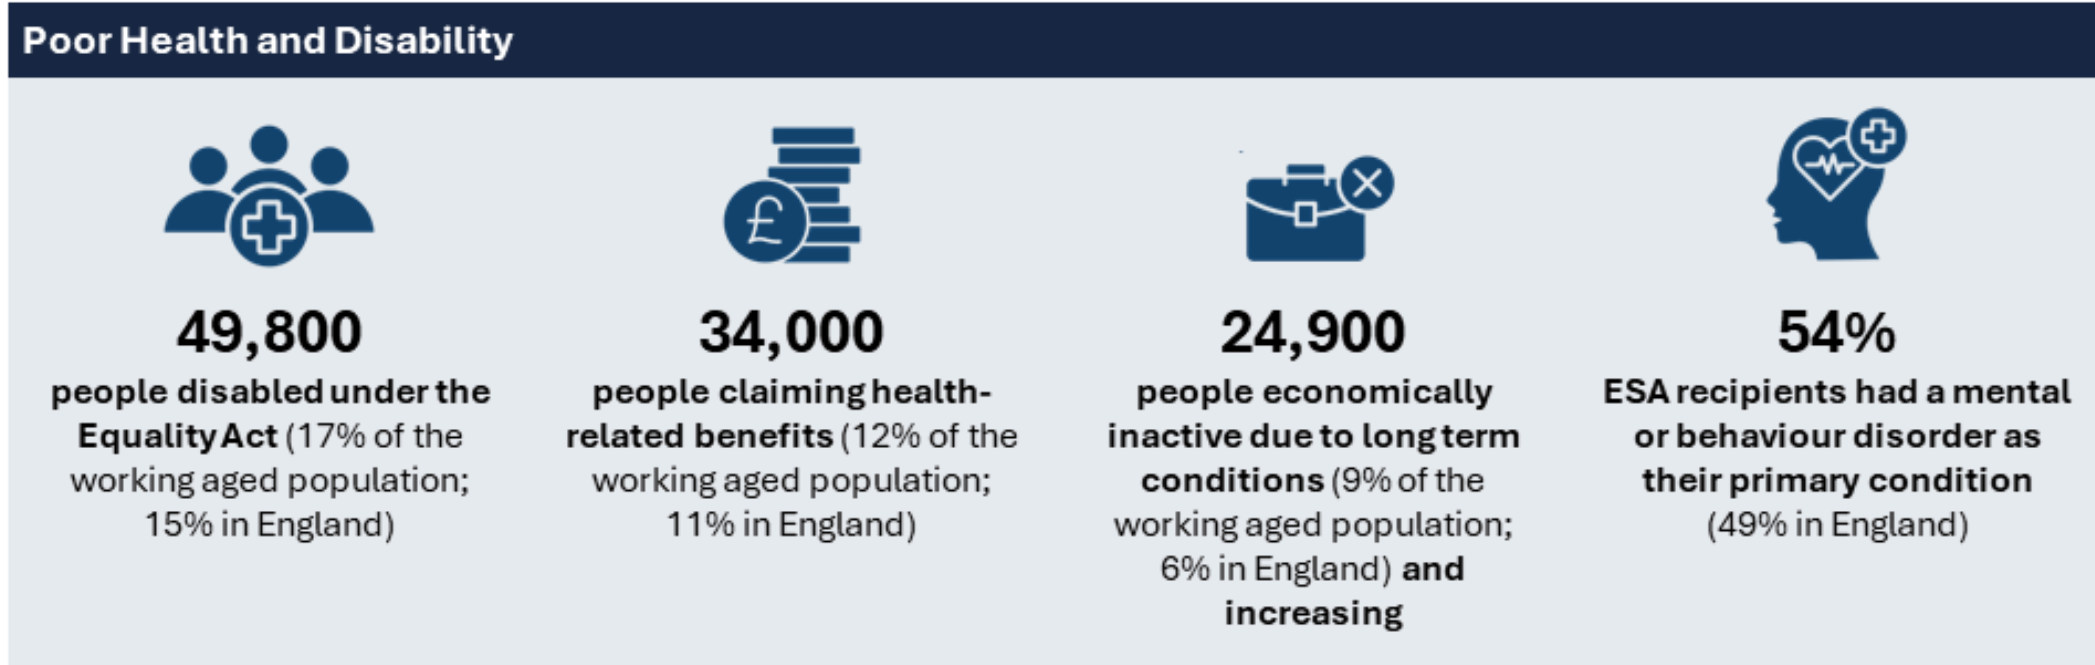 Poor Health and Disability
£
49,800
people disabled under the
Equality Act (17% of the
working aged population;
15% in England)
34,000
people claiming health-
related benefits (12% of the
working aged population;
11% in England)
24,900
people economically
inactive due to long term
conditions (9% of the
working aged population;
6% in England) and
increasing
54%
ESA recipients had a mental
or behaviour disorder as
their primary condition
(49% in England)